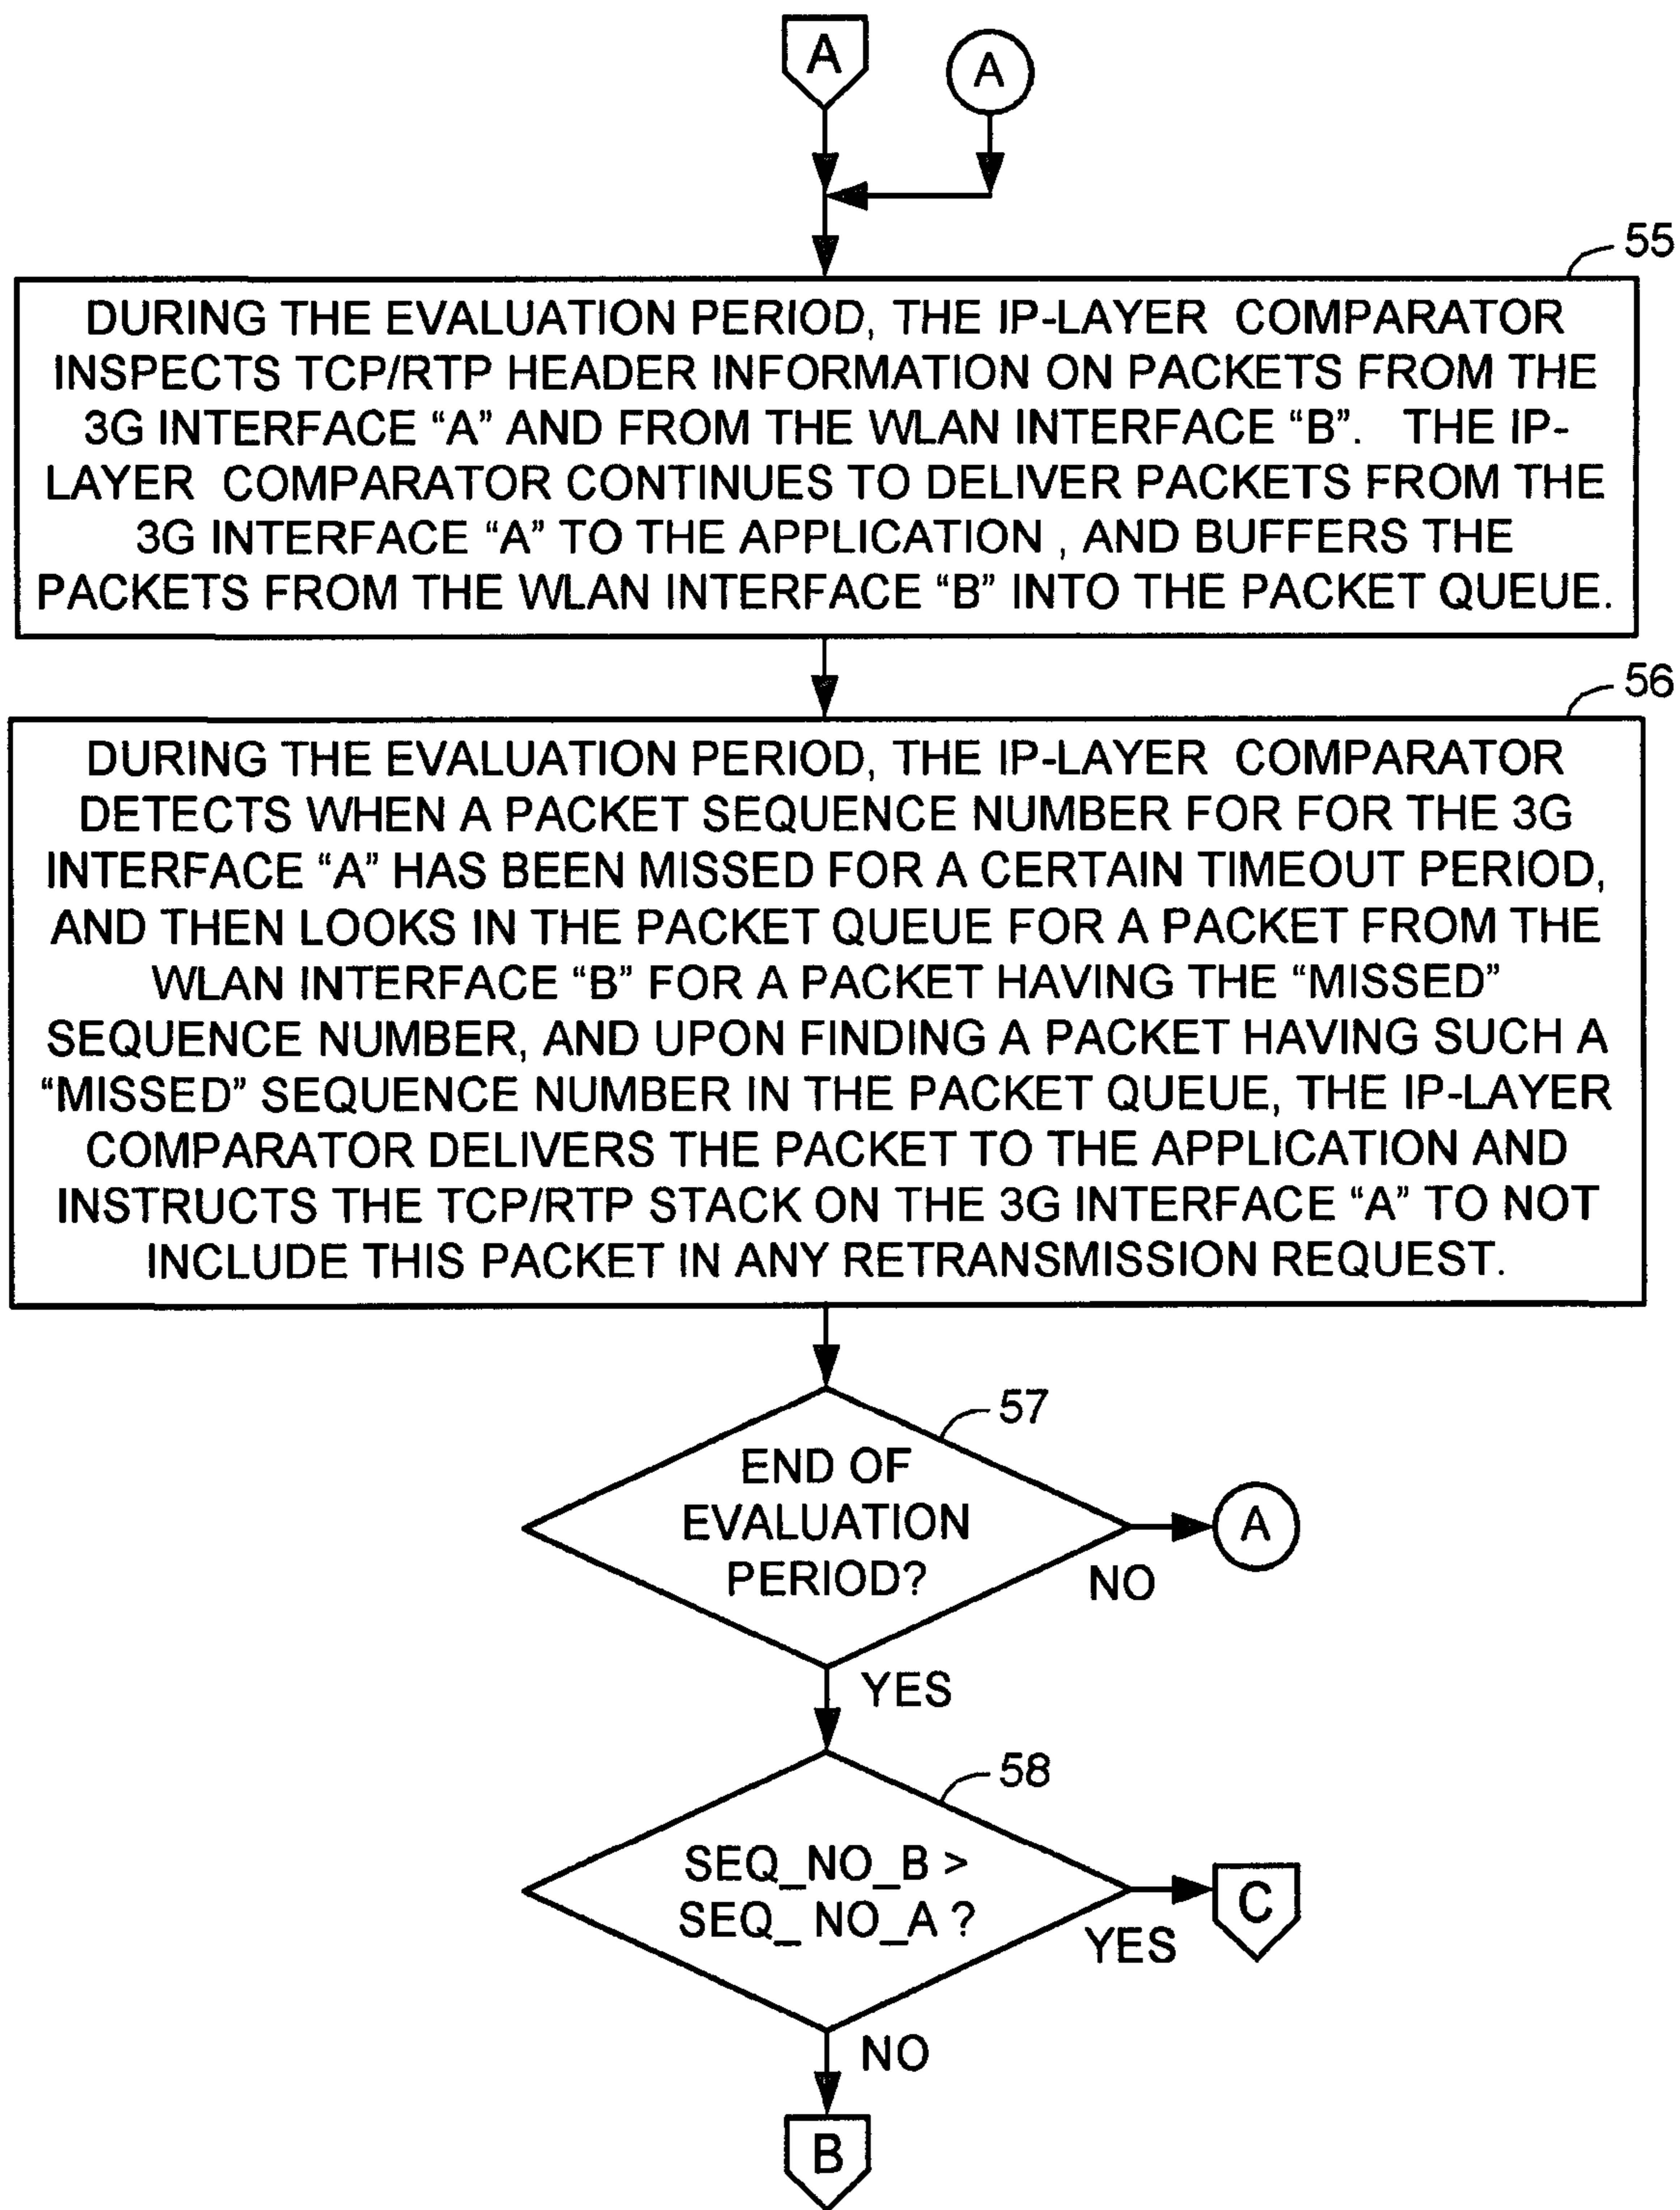 A
A
55
DURING THE EVALUATION PERIOD, THE IP-LAYER COMPARATOR
INSPECTS TCP/RTP HEADER INFORMATION ON PACKETS FROM THE
3G INTERFACE “A” AND FROM THE WLAN INTERFACE “B”. THE IP-
LAYER COMPARATOR CONTINUES TO DELIVER PACKETS FROM THE
3G INTERFACE “A” TO THE APPLICATION , AND BUFFERS THE
PACKETS FROM THE WLAN INTERFACE “B” INTO THE PACKET QUEUE.
56
DURING THE EVALUATION PERIOD, THE IP-LAYER COMPARATOR
DETECTS WHEN A PACKET SEQUENCE NUMBER FOR FOR THE 3G
INTERFACE “A” HAS BEEN MISSED FOR A CERTAIN TIMEOUT PERIOD,
AND THEN LOOKS IN THE PACKET QUEUE FOR A PACKET FROM THE
WLAN INTERFACE “B” FOR A PACKET HAVING THE “MISSED”
SEQUENCE NUMBER, AND UPON FINDING A PACKET HAVING SUCH A
“MISSED” SEQUENCE NUMBER IN THE PACKET QUEUE, THE IP-LAYER
COMPARATOR DELIVERS THE PACKET TO THE APPLICATION AND
INSTRUCTS THE TCP/RTP STACK ON THE 3G INTERFACE “A” TO NOT
INCLUDE THIS PACKET IN ANY RETRANSMISSION REQUEST.
57
END OF
EVALUATION
PERIOD?
A
NO
YES
58
SEQ_NO_B >
SEQ_ NO_A ?
C
YES
NO
B